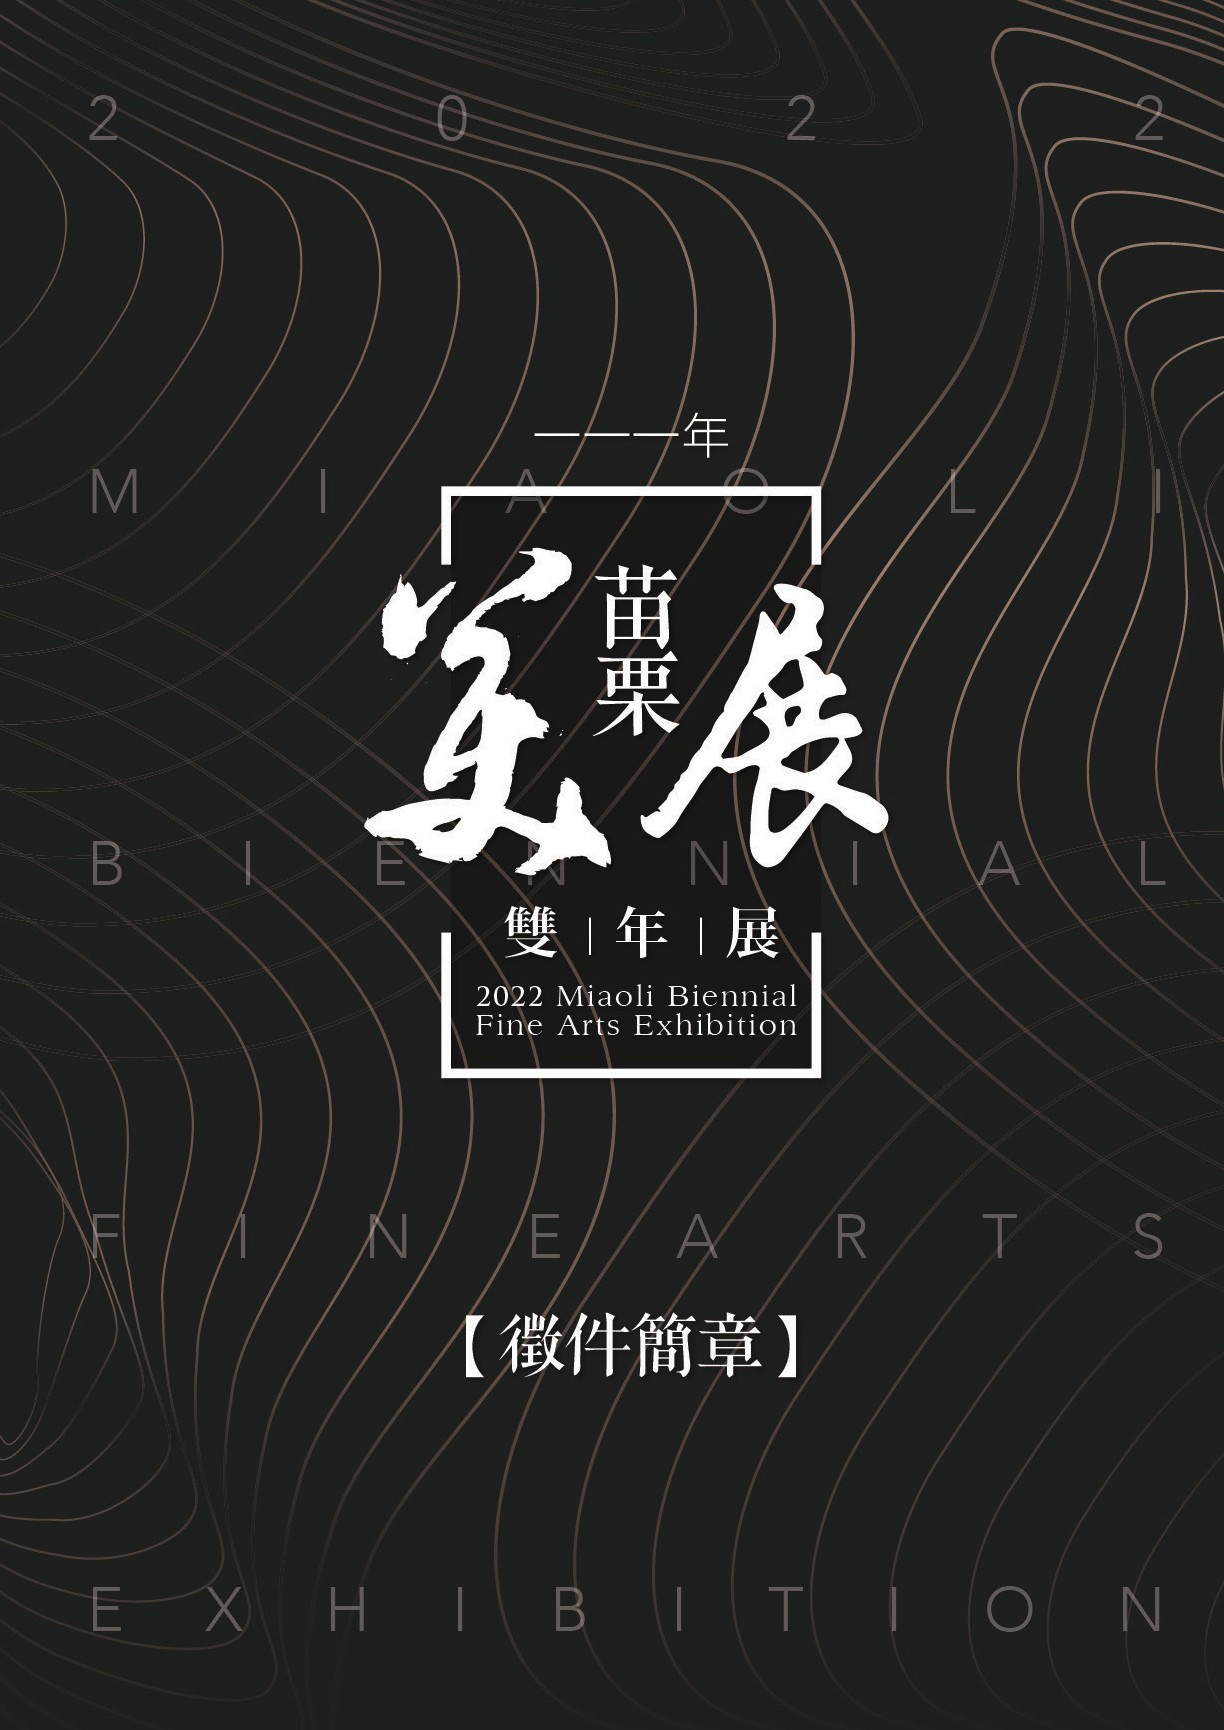 2 0 2 2
一一一年
M I A O L I
美展
苗栗
B I E N N I A L
雙|年|展
2022 Miaoli Biennial
Fine Arts Exhibition
F I N E A R T S
【徵件簡章】
E X H I B I T I O N